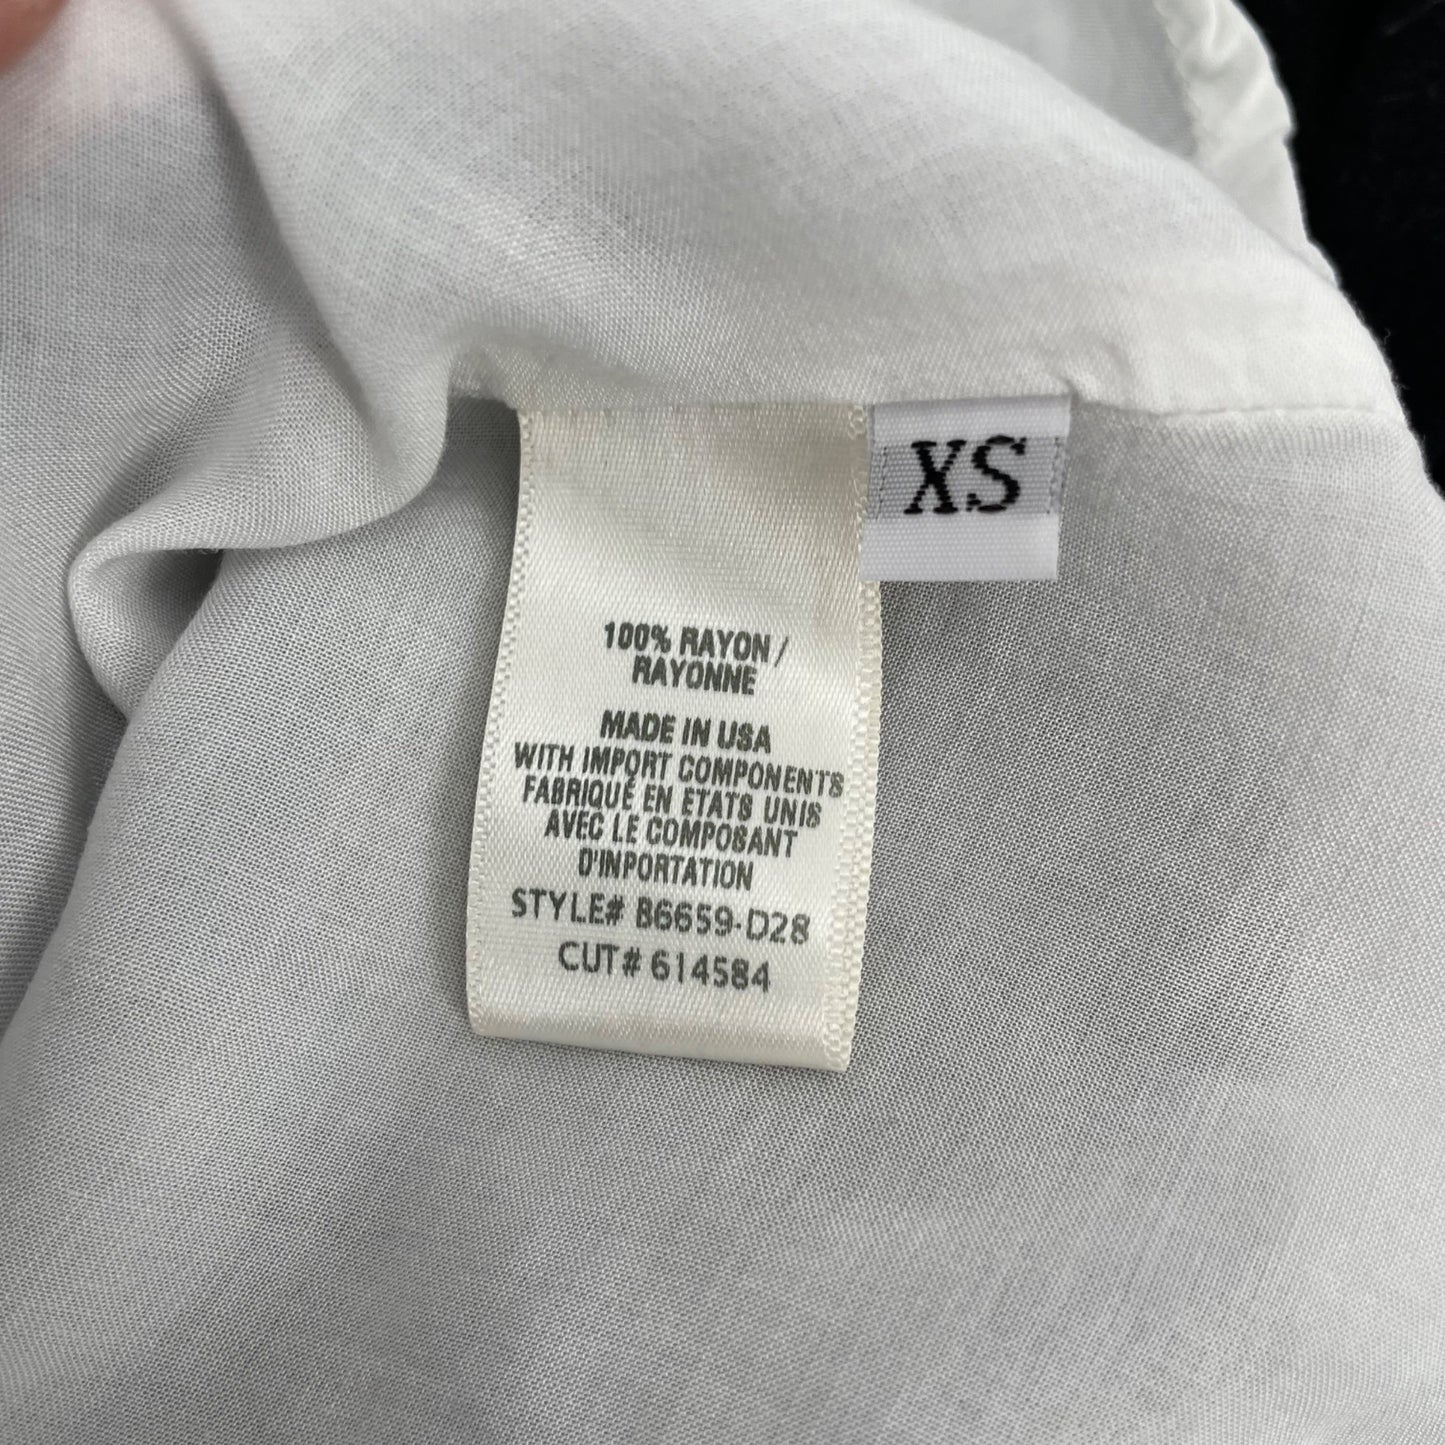 XS
100% RAYON /
RAYONNE
MADE IN USA
WITH IMPORT COMPONENTS
FABRIQUÉ EN ETATS UNIS
AVEC LE COMPOSANT
D'INPORTATION
STYLE# B6659-D28
CUT# 614584